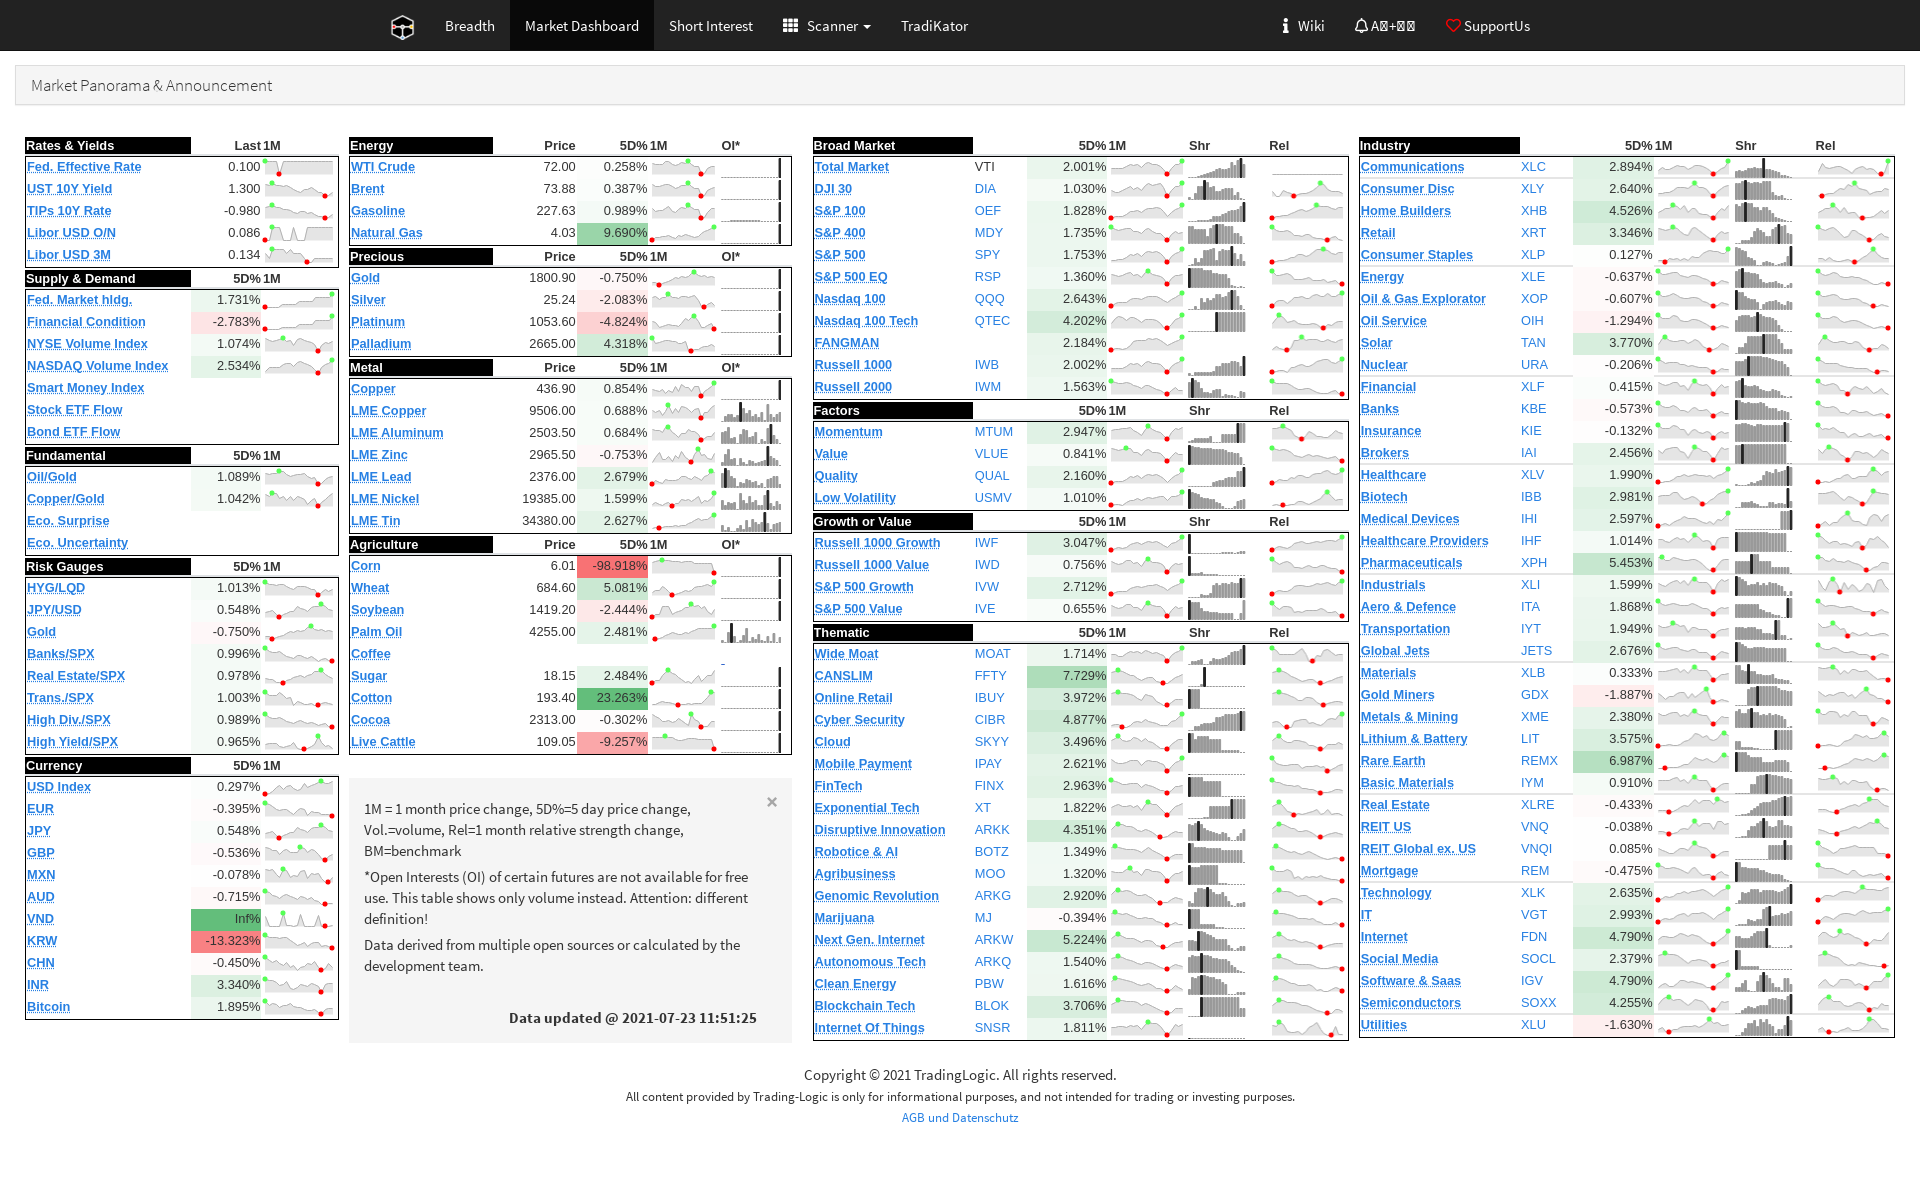 Breadth Market Dashboard Short Interest Scanner TradiKator Wiki SupportUs
Market Panorama & Announcement
Rates & Yields Last 1M
Fed. Effective Rate 0.100
UST 10Y Yield 1.300
TIPs 10Y Rate -0.980
Libor USD O/N 0.086
Libor USD 3M 0.134
Supply & Demand 5D% 1M
Fed. Market hldg. 1.731%
Financial Condition -2.783%
NYSE Volume Index 1.074%
NASDAQ Volume Index 2.534%
Smart Money Index
Stock ETF Flow
Bond ETF Flow
Fundamental 5D% 1M
Oil/Gold 1.089%
Copper/Gold 1.042%
Eco. Surprise
Eco. Uncertainty
Risk Gauges 5D% 1M
HYG/LQD 1.013%
JPY/USD 0.548%
Gold -0.750%
Banks/SPX 0.996%
Real Estate/SPX 0.978%
Trans./SPX 1.003%
High Div./SPX 0.989%
High Yield/SPX 0.965%
Currency 5D% 1M
USD Index 0.297%
EUR -0.395%
JPY 0.548%
GBP -0.536%
MXN -0.078%
AUD -0.715%
VND Inf%
KRW -13.323%
CHN -0.450%
INR 3.340%
Bitcoin 1.895%
Energy Price 5D% 1M OI*
WTI Crude 72.00 0.258%
Brent 73.88 0.387%
Gasoline 227.63 0.989%
Natural Gas 4.03 9.690%
Precious Price 5D% 1M OI*
Gold 1800.90 -0.750%
Silver 25.24 -2.083%
Platinum 1053.60 -4.824%
Palladium 2665.00 4.318%
Metal Price 5D% 1M OI*
Copper 436.90 0.854%
LME Copper 9506.00 0.688%
LME Aluminum 2503.50 0.684%
LME Zinc 2965.50 -0.753%
LME Lead 2376.00 2.679%
LME Nickel 19385.00 1.599%
LME Tin 34380.00 2.627%
Agriculture Price 5D% 1M OI*
Corn 6.01 -98.918%
Wheat 684.60 5.081%
Soybean 1419.20 -2.444%
Palm Oil 4255.00 2.481%
Coffee -
Sugar 18.15 2.484%
Cotton 193.40 23.263%
Cocoa 2313.00 -0.302%
Live Cattle 109.05 -9.257%
×
1M = 1 month price change, 5D%=5 day price change,
Vol.=volume, Rel=1 month relative strength change,
BM=benchmark
*Open Interests (OI) of certain futures are not available for free
use. This table shows only volume instead. Attention: different
definition!
Data derived from multiple open sources or calculated by the
development team.
Data updated @ 2021-07-23 11:51:25
Broad Market 5D% 1M Shr Rel
Total Market VTI 2.001%
DJI 30 DIA 1.030%
S&P 100 OEF 1.828%
S&P 400 MDY 1.735%
S&P 500 SPY 1.753%
S&P 500 EQ RSP 1.360%
Nasdaq 100 QQQ 2.643%
Nasdaq 100 Tech QTEC 4.202%
FANGMAN 2.184%
Russell 1000 IWB 2.002%
Russell 2000 IWM 1.563%
Factors 5D% 1M Shr Rel
Momentum MTUM 2.947%
Value VLUE 0.841%
Quality QUAL 2.160%
Low Volatility USMV 1.010%
Growth or Value 5D% 1M Shr Rel
Russell 1000 Growth IWF 3.047%
Russell 1000 Value IWD 0.756%
S&P 500 Growth IVW 2.712%
S&P 500 Value IVE 0.655%
Thematic 5D% 1M Shr Rel
Wide Moat MOAT 1.714%
CANSLIM FFTY 7.729%
Online Retail IBUY 3.972%
Cyber Security CIBR 4.877%
Cloud SKYY 3.496%
Mobile Payment IPAY 2.621%
FinTech FINX 2.963%
Exponential Tech XT 1.822%
Disruptive Innovation ARKK 4.351%
Robotice & AI BOTZ 1.349%
Agribusiness MOO 1.320%
Genomic Revolution ARKG 2.920%
Marijuana MJ -0.394%
Next Gen. Internet ARKW 5.224%
Autonomous Tech ARKQ 1.540%
Clean Energy PBW 1.616%
Blockchain Tech BLOK 3.706%
Internet Of Things SNSR 1.811%
Industry 5D% 1M Shr Rel
Communications XLC 2.894%
Consumer Disc XLY 2.640%
Home Builders XHB 4.526%
Retail XRT 3.346%
Consumer Staples XLP 0.127%
Energy XLE -0.637%
Oil & Gas Explorator XOP -0.607%
Oil Service OIH -1.294%
Solar TAN 3.770%
Nuclear URA -0.206%
Financial XLF 0.415%
Banks KBE -0.573%
Insurance KIE -0.132%
Brokers IAI 2.456%
Healthcare XLV 1.990%
Biotech IBB 2.981%
Medical Devices IHI 2.597%
Healthcare Providers IHF 1.014%
Pharmaceuticals XPH 5.453%
Industrials XLI 1.599%
Aero & Defence ITA 1.868%
Transportation IYT 1.949%
Global Jets JETS 2.676%
Materials XLB 0.333%
Gold Miners GDX -1.887%
Metals & Mining XME 2.380%
Lithium & Battery LIT 3.575%
Rare Earth REMX 6.987%
Basic Materials IYM 0.910%
Real Estate XLRE -0.433%
REIT US VNQ -0.038%
REIT Global ex. US VNQI 0.085%
Mortgage REM -0.475%
Technology XLK 2.635%
IT VGT 2.993%
Internet FDN 4.790%
Social Media SOCL 2.379%
Software & Saas IGV 4.790%
Semiconductors SOXX 4.255%
Utilities XLU -1.630%
Copyright © 2021 TradingLogic. All rights reserved.
All content provided by Trading-Logic is only for informational purposes, and not intended for trading or investing purposes.
AGB und Datenschutz